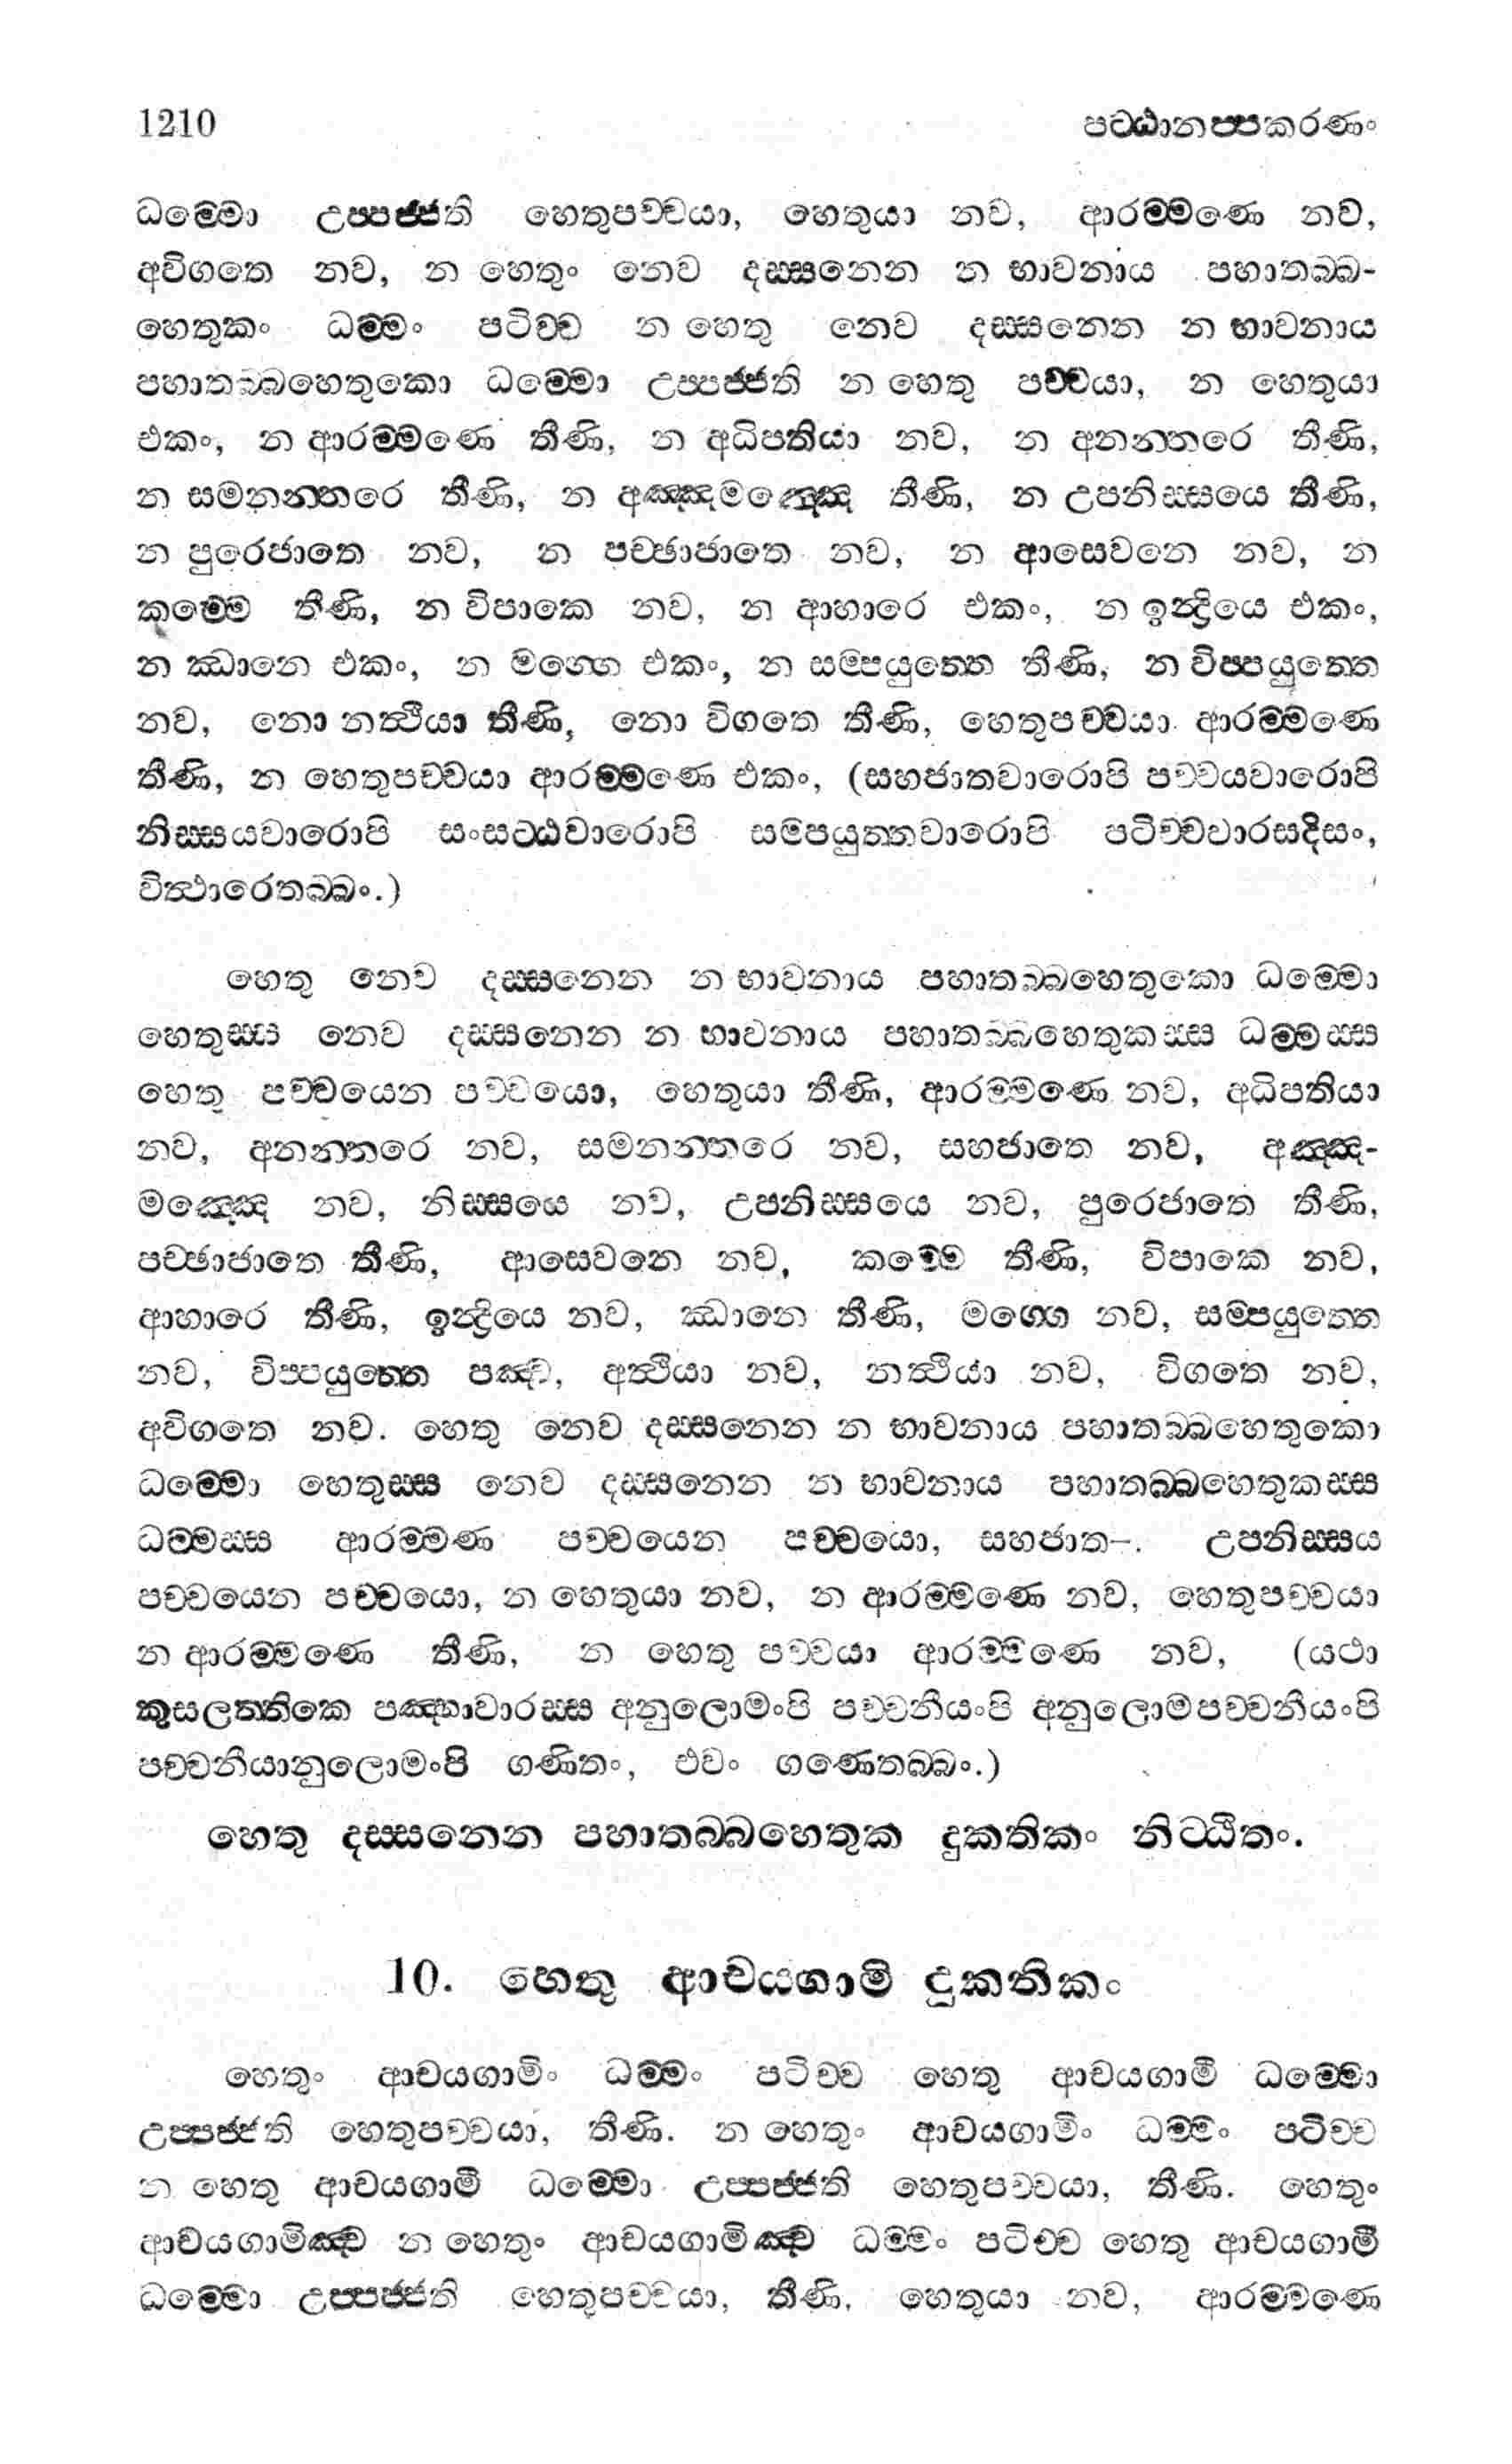 1210 පට්ඨානප්පකරණං
ධම්මො උප්පජ්ජති හෙතුපච්චයා, හෙතුයා නව, ආරම්මණෙ නව,
අවිගතෙ නව, න හෙතුං නෙව දස්සනෙන න භාවනාය පහාතබ්බ-
හෙතුකං ධම්මං පටිච්ච න හෙතු නෙව දස්සනෙන න භාවනාය
පහාතබ්බහෙතුකො ධම්මො උප්පජ්ජති න හෙතු පච්චයා, න හෙතුයා
එකං, න ආරම්මණෙ තීණි, න අධිපතියා නව, න අනන්තරෙ තීණි,
න සමනන්තරෙ තීණි, න අඤ්ඤමඤ්ඤෙ තීණි, න උපනිස්සයෙ තීණි,
න පුරෙජාතෙ නව, න පච්ඡාජාතෙ නව, න ආසෙවනෙ නව, න
කම්මෙ තීණි, න විපාකෙ නව, න ආහාරෙ එකං, න ඉන්ද්‍රියෙ එකං,
න ඣානෙ එකං, න මග්ගෙ එකං, න සම්පයුත්තෙ තීණි, න විප්පයුත්තෙ
නව, නො නත්ථියා තීණි, නො විගතෙ තීණි, හෙතුපච්චයා ආරම්මණෙ
තීණි, න හෙතුපච්චයා ආරම්මණෙ එකං, (සහජාතවාරොපි පච්චයවාරොපි
නිස්සයවාරොපි සංසට්ඨවාරොපි සම්පයුත්තවාරොපි පටිච්චවාරසදිසං,
විත්ථාරෙතබ්බං.)
හෙතු නෙව දස්සනෙන න භාවනාය පහාතබ්බහෙතුකො ධම්මො
හෙතුස්ස නෙව දස්සනෙන න භාවනාය පහාතබ්බහෙතුකස්ස ධම්මස්ස
හෙතු පච්චයෙන පච්චයො, හෙතුයා තීණි, ආරම්මණෙ නව, අධිපතියා
නව, අනන්තරෙ නව, සමනන්තරෙ නව, සහජාතෙ නව, අඤ්ඤ-
මඤ්ඤෙ නව, නිස්සයෙ නව, උපනිස්සයෙ නව, පුරෙජාතෙ තීණි,
පච්ඡාජාතෙ තීණි, ආසෙවනෙ නව, කම්මෙ තීණි, විපාකෙ නව,
ආහාරෙ තීණි, ඉන්ද්‍රියෙ නව, ඣානෙ තීණි, මග්ගෙ නව, සම්පයුත්තෙ
නව, විප්පයුත්තෙ පඤ්ච, අත්ථියා නව, නත්ථියා නව, විගතෙ නව,
අවිගතෙ නව. හෙතු නෙව දස්සනෙන න භාවනාය පහාතබ්බහෙතුකො
ධම්මො හෙතුස්ස නෙව දස්සනෙන න භාවනාය පහාතබ්බහෙතුකස්ස
ධම්මස්ස ආරම්මණ පච්චයෙන පච්චයො, සහජාත–. උපනිස්සය
පච්චයෙන පච්චයො, න හෙතුයා නව, න ආරම්මණෙ නව, හෙතුපච්චයා
න ආරම්මණෙ තීණි, න හෙතු පච්චයා ආරම්මණෙ නව, (යථා
කුසලත්තිකෙ පඤ්හාවාරස්ස අනුලොමංපි පච්චනීයංපි අනුලොමපච්චනීයංපි
පච්චනීයානුලොමංපි ගණිතං, එවං ගණෙතබ්බං.)
හෙතු දස්සනෙන පහාතබ්බහෙතුක දුකතිකං නිට්ඨිතං.
10. හෙතු ආචයගාමි දුකතිකං
හෙතුං ආචයගාමිං ධම්මං පටිච්ච හෙතු ආචයගාමී ධම්මො
උප්පජ්ජති හෙතුපච්චයා, තීණි. න හෙතුං ආචයගාමිං ධම්මං පටිච්ච
න හෙතු ආචයගාමී ධම්මො උප්පජ්ජති හෙතුපච්චයා, තීණි. හෙතුං
ආචයගාමිඤ්ච න හෙතුං ආචයගාමිඤ්ච ධම්මං පටිච්ච හෙතු ආචයගාමී
ධම්මො උප්පජ්ජති හෙතුපච්චයා, තීණි, හෙතුයා නව, ආරම්මණෙ